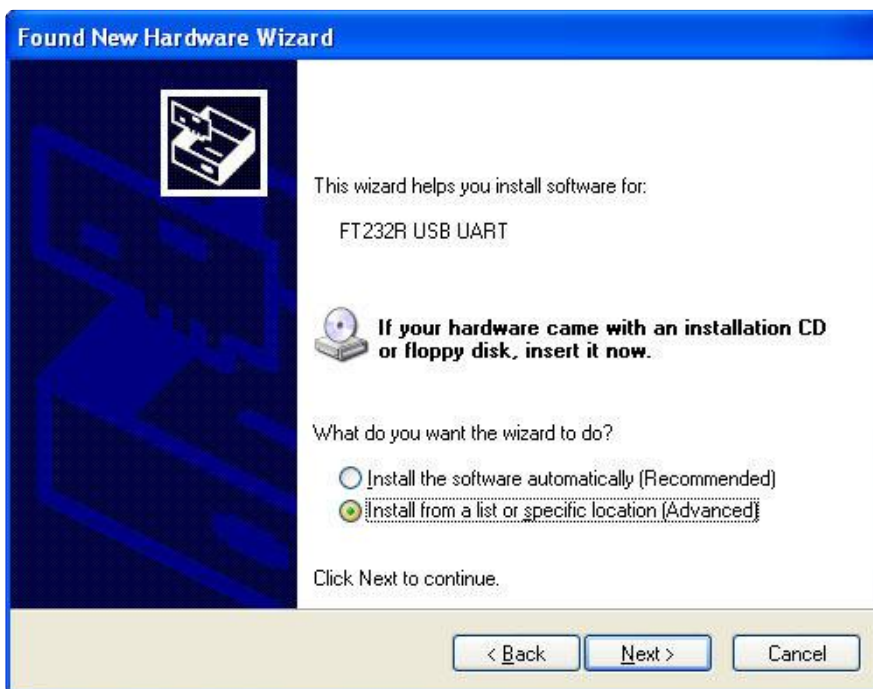 Found New Hardware Wizard
This wizard helps you install software for:
FT232R USB UART
If your hardware came with an installation CD
or floppy disk, insert it now.
What do you want the wizard to do?
Install the software automatically (Recommended)
Install from a list or specific location (Advanced)
Click Next to continue.
< Back
Next >
Cancel